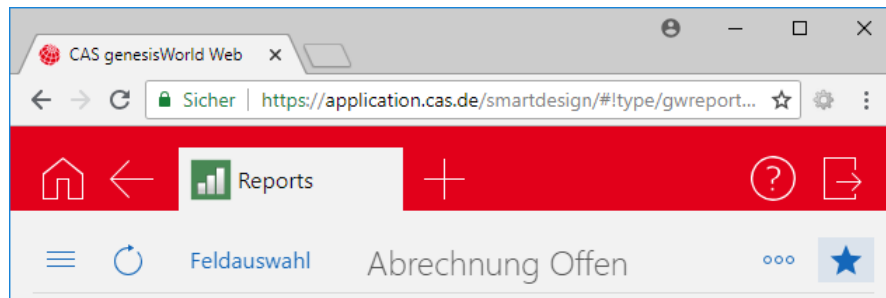 CAS genesisWorld Web
Sicher | https://application.cas.de/smartdesign/#!type/gwreport...
Reports
?
Feldauswahl Abrechnung Offen